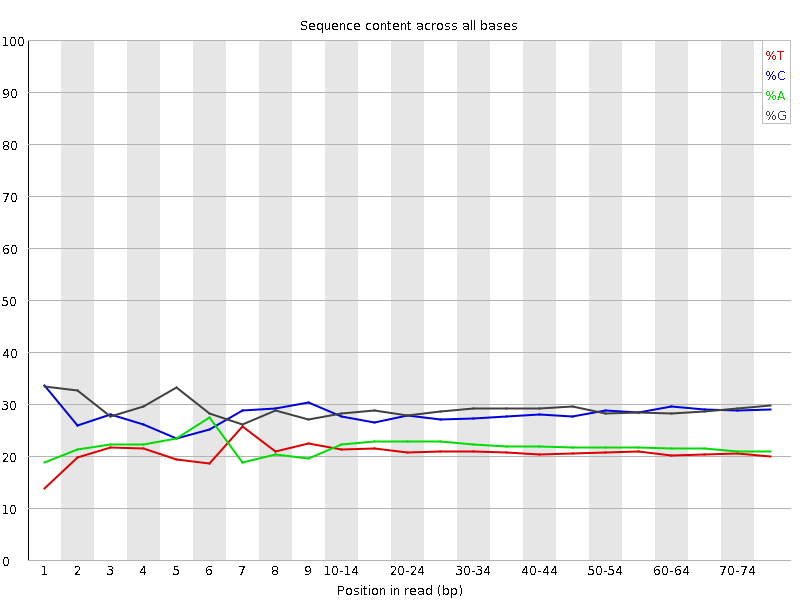 Sequence content across all bases
100
90
80
70
60
50
40
30
20
10
0
%T
%C
%A
%G
1 2 3 4 5 6 7 8 9 10-14 20-24 30-34 40-44 50-54 60-64 70-74
Position in read (bp)